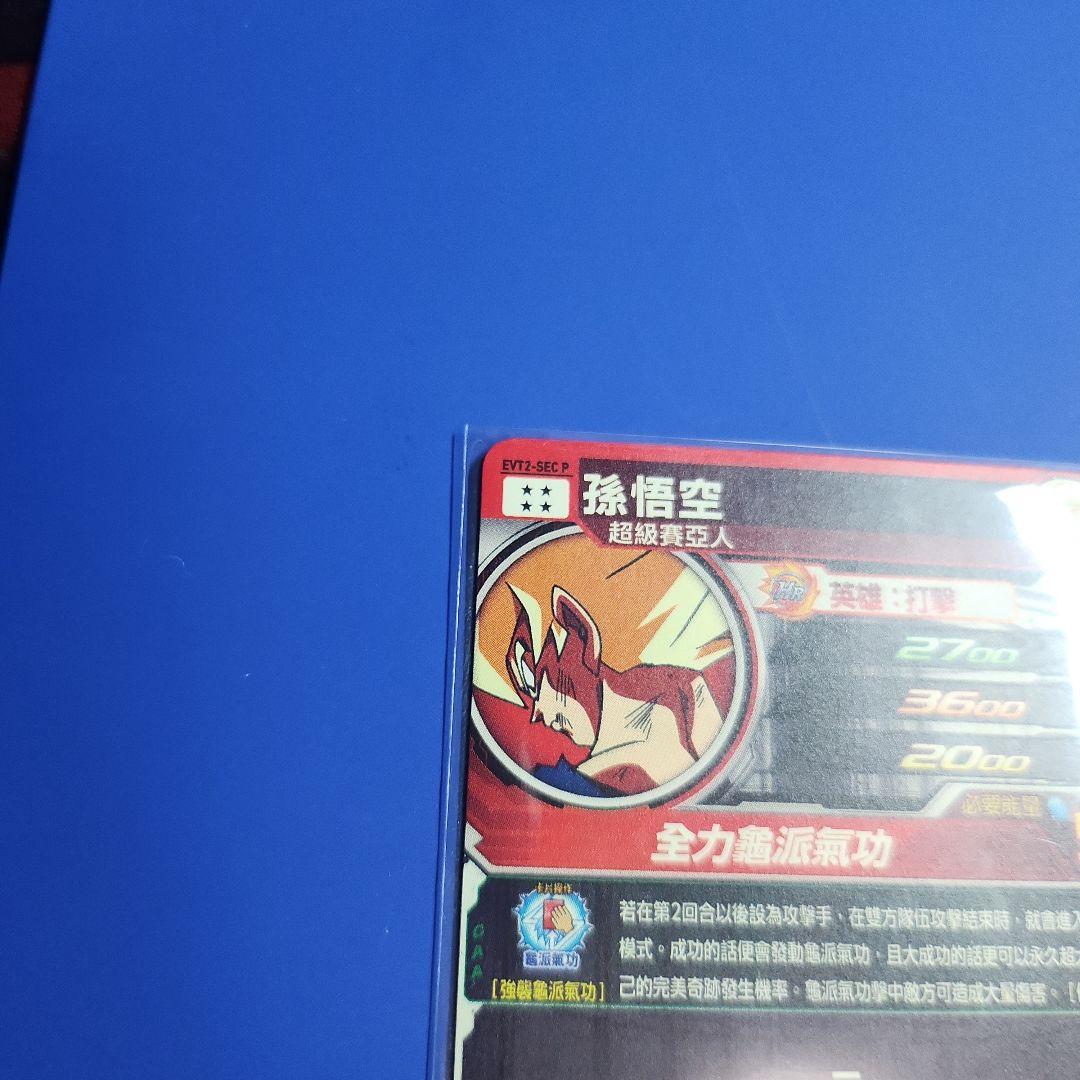 EVT2-SEC P
孫悟空
超級賽亞人
HR
英雄：打擊
2700
3600
2000
必要能量
全力龜派氣功
卡片操作
龜派氣功
CAA
[強襲龜派氣功]
若在第2回合以後設為攻擊手、在雙方隊伍攻擊結束時，就會進入
模式。成功的話便會發動龜派氣功，且大成功的話更可以永久超
己的完美奇跡發生機率。龜派氣功擊中敵方可造成大量傷害。[